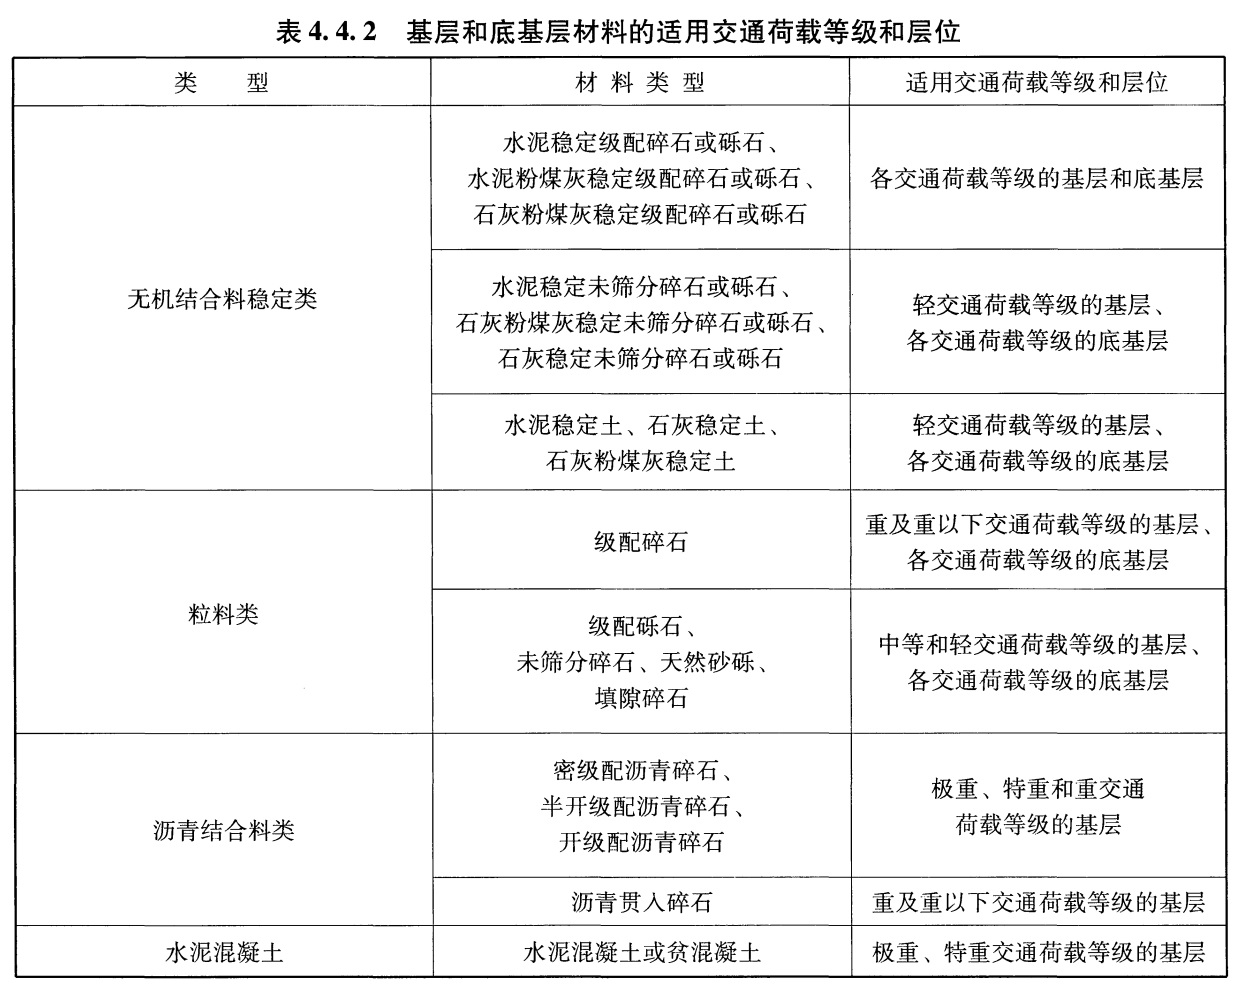 表4.4.2 基层和底基层材料的适用交通荷载等级和层位
类 型
材料类型
适用交通荷载等级和层位
无机结合料稳定类
水泥稳定级配碎石或砾石、
水泥粉煤灰稳定级配碎石或砾石、
石灰粉煤灰稳定级配碎石或砾石
各交通荷载等级的基层和底基层
水泥稳定未筛分碎石或砾石、
石灰粉煤灰稳定未筛分碎石或砾石、
石灰稳定未筛分碎石或砾石
轻交通荷载等级的基层、
各交通荷载等级的底基层
水泥稳定土、石灰稳定土、
石灰粉煤灰稳定土
轻交通荷载等级的基层、
各交通荷载等级的底基层
粒料类
级配碎石
重及重以下交通荷载等级的基层、
各交通荷载等级的底基层
级配砾石、
未筛分碎石、天然砂砾、
填隙碎石
中等和轻交通荷载等级的基层、
各交通荷载等级的底基层
沥青结合料类
密级配沥青碎石、
半开级配沥青碎石、
开级配沥青碎石
极重、特重和重交通
荷载等级的基层
沥青贯入碎石
重及重以下交通荷载等级的基层
水泥混凝土
水泥混凝土或贫混凝土
极重、特重交通荷载等级的基层